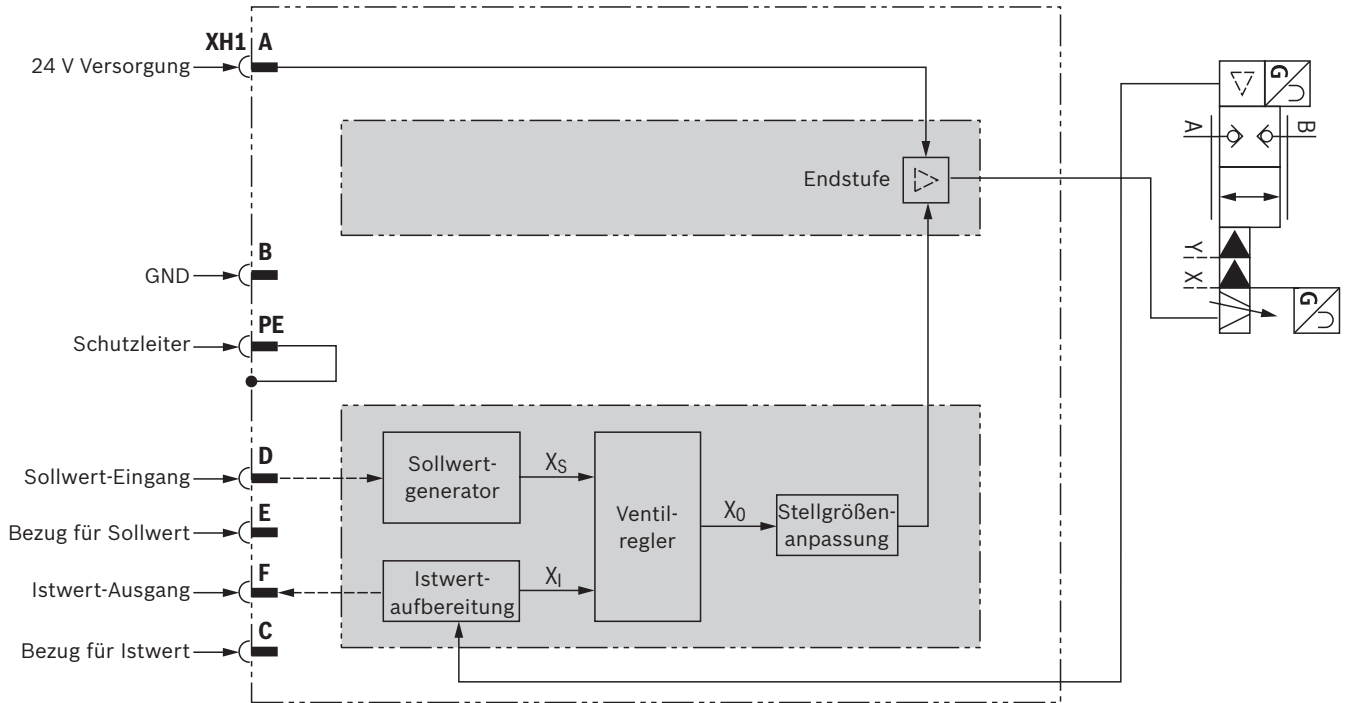 XH1 A
24 V Versorgung
Endstufe
B
GND
PE
Schutzleiter
D
Sollwert-Eingang
E
Bezug für Sollwert
F
Istwert-Ausgang
C
Bezug für Istwert
Sollwert-
generator
XS
Istwert-
aufbereitung
XI
Ventil-
regler
X0
Stellgrößen-
anpassung
G
U
A
B
Y
X
G
U